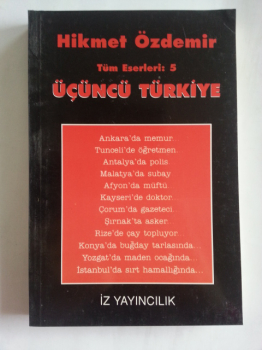 Hikmet Özdemir
Tüm Eserleri: 5
ÜÇÜNCÜ TÜRKİYE
Ankara'da memur...
Tunceli'de öğretmen...
Antalya'da polis...
Malatya'da subay...
Afyon'da müftü...
Kayseri'de doktor...
Çorum'da gazeteci...
Şırnak'ta asker...
Rize'de çay topluyor...
Konya'da buğday tarlasında...
Yozgat'da maden ocağında...
İstanbul'da sırt hamallığında...
İZ YAYINCILIK